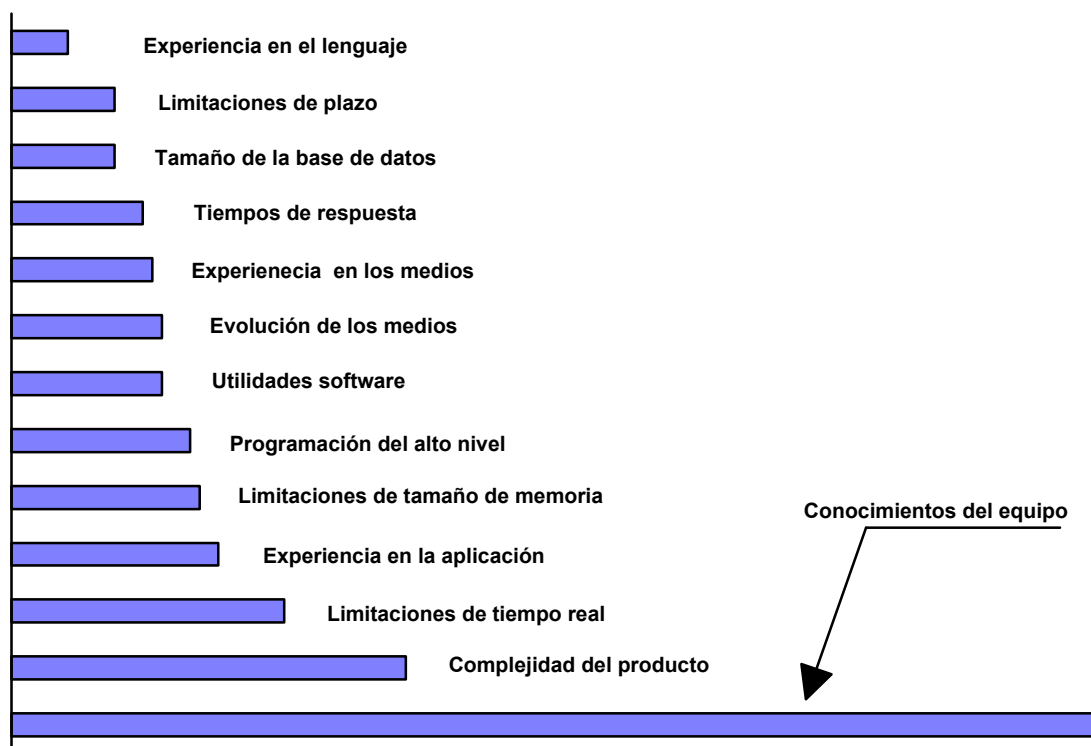 Experiencia en el lenguaje
Limitaciones de plazo
Tamaño de la base de datos
Tiempos de respuesta
Experienecia en los medios
Evolución de los medios
Utilidades software
Programación del alto nivel
Limitaciones de tamaño de memoria
Conocimientos del equipo
Experiencia en la aplicación
Limitaciones de tiempo real
Complejidad del producto